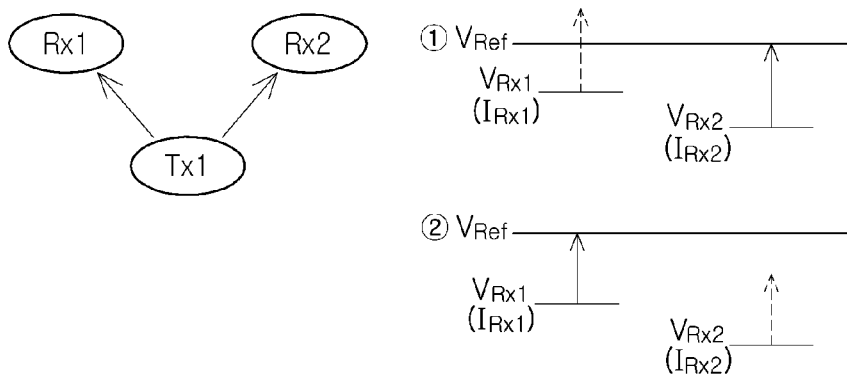 Rx1
Rx2
Tx1
① VRef
VRx1
(IRx1)
VRx2
(IRx2)
② VRef
VRx1
(IRx1)
VRx2
(IRx2)